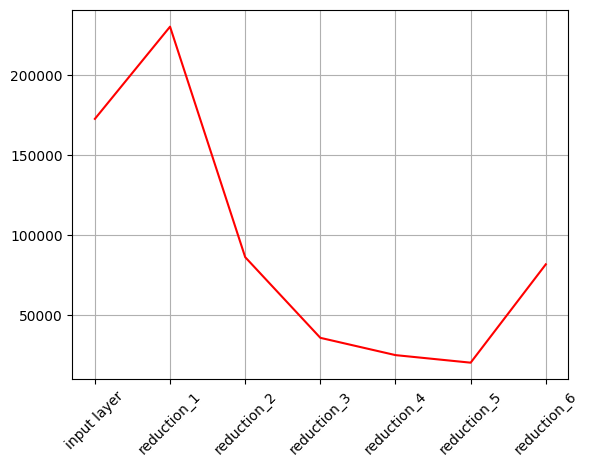 200000
150000
100000
50000
input layer
reduction_1
reduction_2
reduction_3
reduction_4
reduction_5
reduction_6